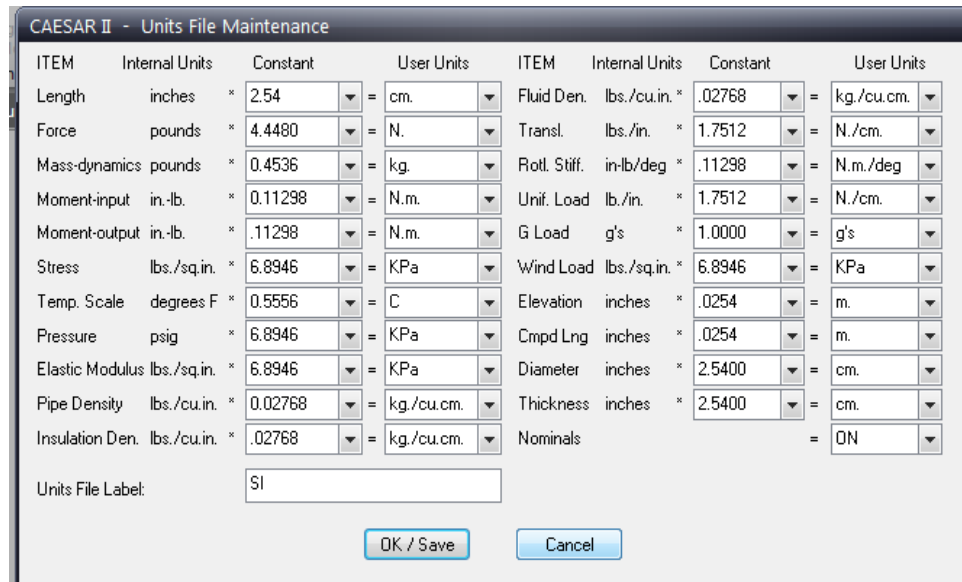 CAESAR II - Units File Maintenance
ITEM Internal Units Constant User Units ITEM Internal Units Constant User Units
Length inches * 2.54 = cm. Fluid Den. lbs./cu.in. * .02768 = kg./cu.cm.
Force pounds * 4.4480 = N. Transl. lbs./in. * 1.7512 = N./cm.
Mass-dynamics pounds * 0.4536 = kg. Rotl. Stiff. in-lb/deg * .11298 = N.m./deg
Moment-input in.-lb. * 0.11298 = N.m. Unif. Load lb./in. * 1.7512 = N./cm.
Moment-output in.-lb. * .11298 = N.m. G Load g's * 1.0000 = g's
Stress lbs./sq.in. * 6.8946 = KPa Wind Load lbs./sq.in. * 6.8946 = KPa
Temp. Scale degrees F * 0.5556 = C Elevation inches * .0254 = m.
Pressure psig * 6.8946 = KPa Cmpd Lng inches * .0254 = m.
Elastic Modulus lbs./sq.in. * 6.8946 = KPa Diameter inches * 2.5400 = cm.
Pipe Density lbs./cu.in. * 0.02768 = kg./cu.cm. Thickness inches * 2.5400 = cm.
Insulation Den. lbs./cu.in. * .02768 = kg./cu.cm. Nominals = ON
Units File Label: SI
OK / Save Cancel